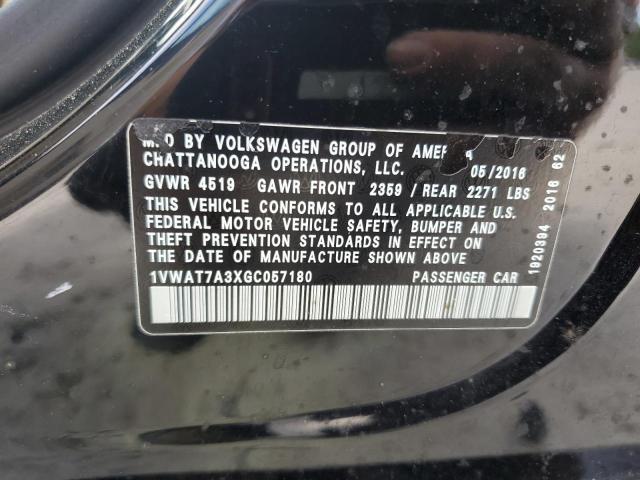 MFD BY VOLKSWAGEN GROUP OF AMERICA
CHATTANOOGA OPERATIONS, LLC. 05/2016
GVWR 4519 GAWR FRONT 2359 / REAR 2271 LBS
THIS VEHICLE CONFORMS TO ALL APPLICABLE U.S.
FEDERAL MOTOR VEHICLE SAFETY, BUMPER AND
THEFT PREVENTION STANDARDS IN EFFECT ON
THE DATE OF MANUFACTURE SHOWN ABOVE
1VWAT7A3XGC057180 PASSENGER CAR
1920394 2016 62